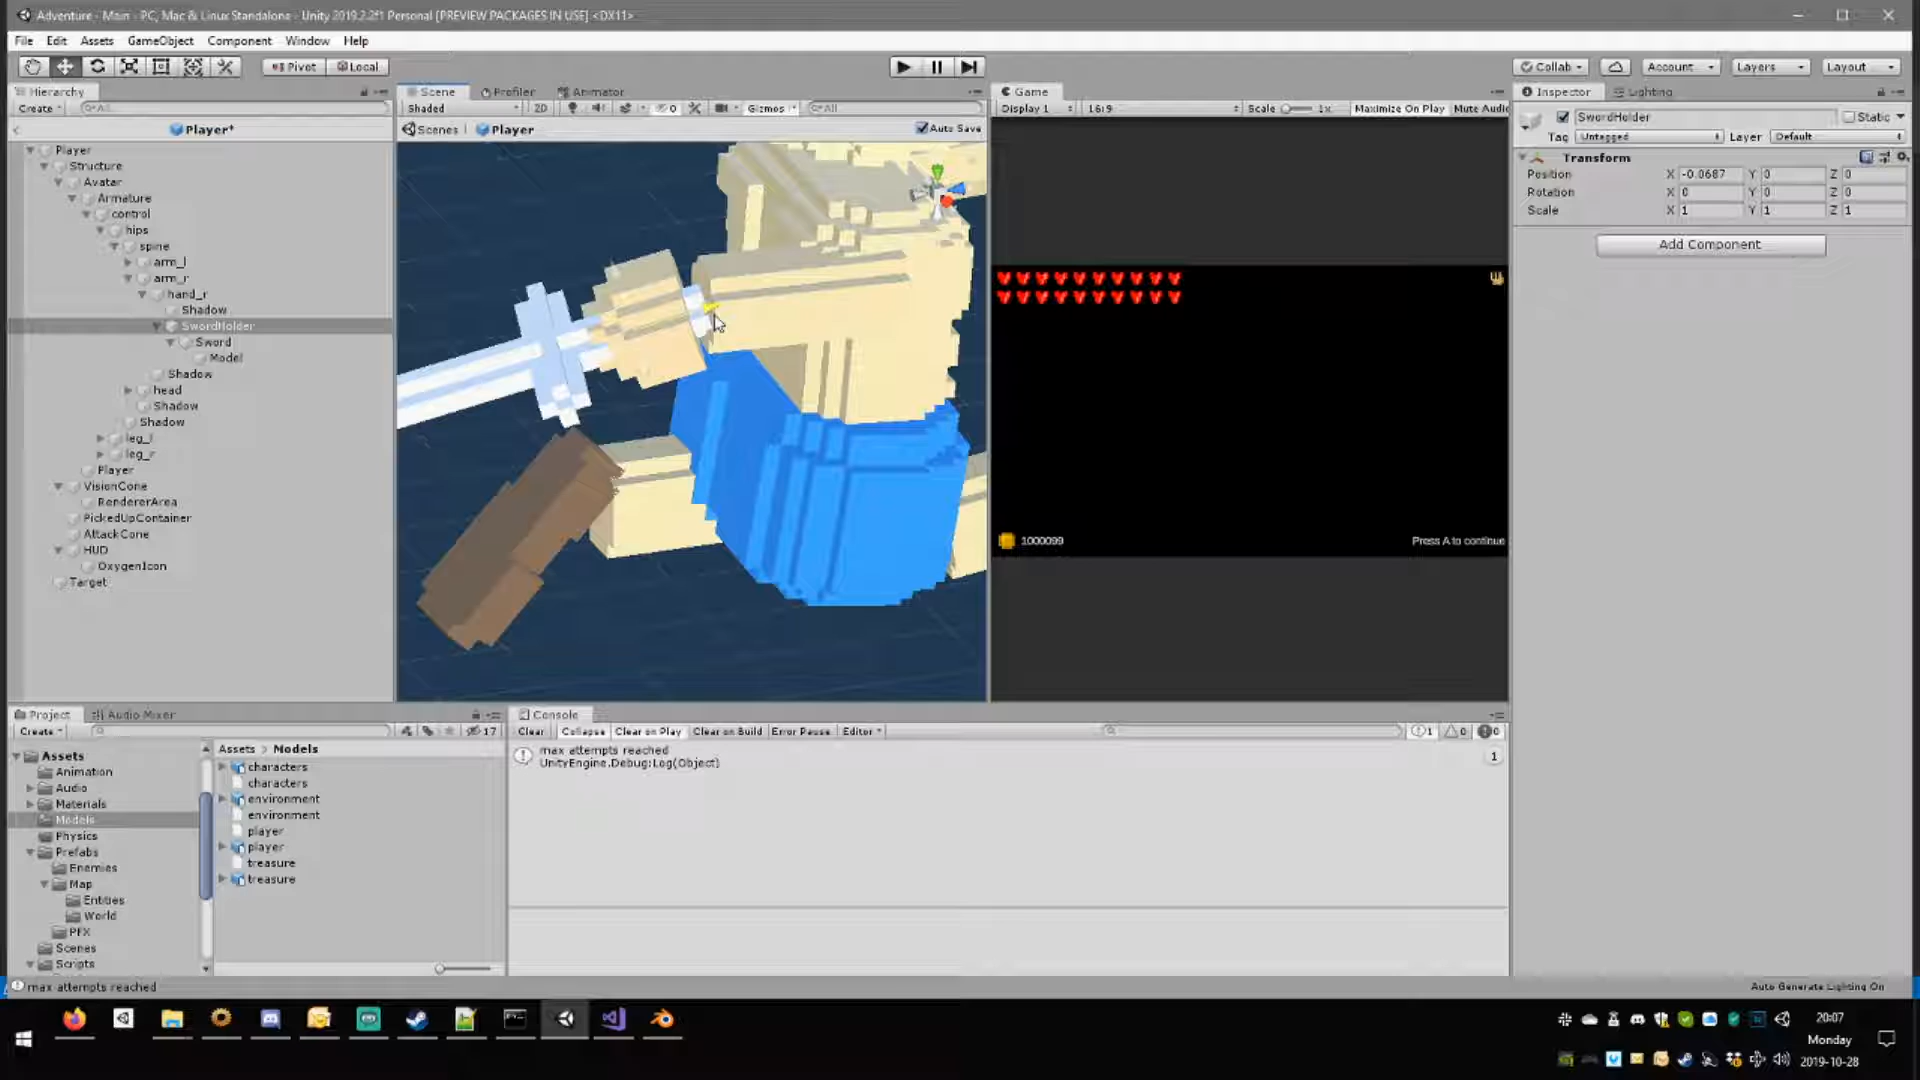 Adventure - Main - PC, Mac & Linux Standalone - Unity 2019.2.2f1 Personal [PREVIEW PACKAGES IN USE] <DX11>
File Edit Assets GameObject Component Window Help
Pivot Local Collab Account Layers Layout
Hierarchy Scene Profiler Animator Game Inspector Lighting
Create All Shaded 2D 0 Gizmos All Display 1 16:9 Scale 1x Maximize On Play Mute Audi
SwordHolder Static
Player* Scenes Player Auto Save
Tag Untagged Layer Default
Player
Structure
Avatar
Armature
control
hips
spine
arm_l
arm_r
hand_r
Shadow
SwordHolder
Sword
Model
Shadow
head
Shadow
Shadow
leg_l
leg_r
Player
VisionCone
RendererArea
PickedUpContainer
AttackCone
HUD
OxygenIcon
Target
1000099 Press A to continue
Transform
Position X -0.0687 Y 0 Z 0
Rotation X 0 Y 0 Z 0
Scale X 1 Y 1 Z 1
Add Component
Project Audio Mixer Console
Create 17 Clear Collapse Clear on Play Clear on Build Error Pause Editor 1 0 0
Assets
Animation
Audio
Materials
Models
Physics
Prefabs
Enemies
Map
Entities
World
PFX
Scenes
Scripts
Assets > Models
characters
characters
environment
environment
player
player
treasure
treasure
max attempts reached
UnityEngine.Debug:Log(Object)
1
max attempts reached Auto Generate Lighting On
20:07
Monday
2019-10-28